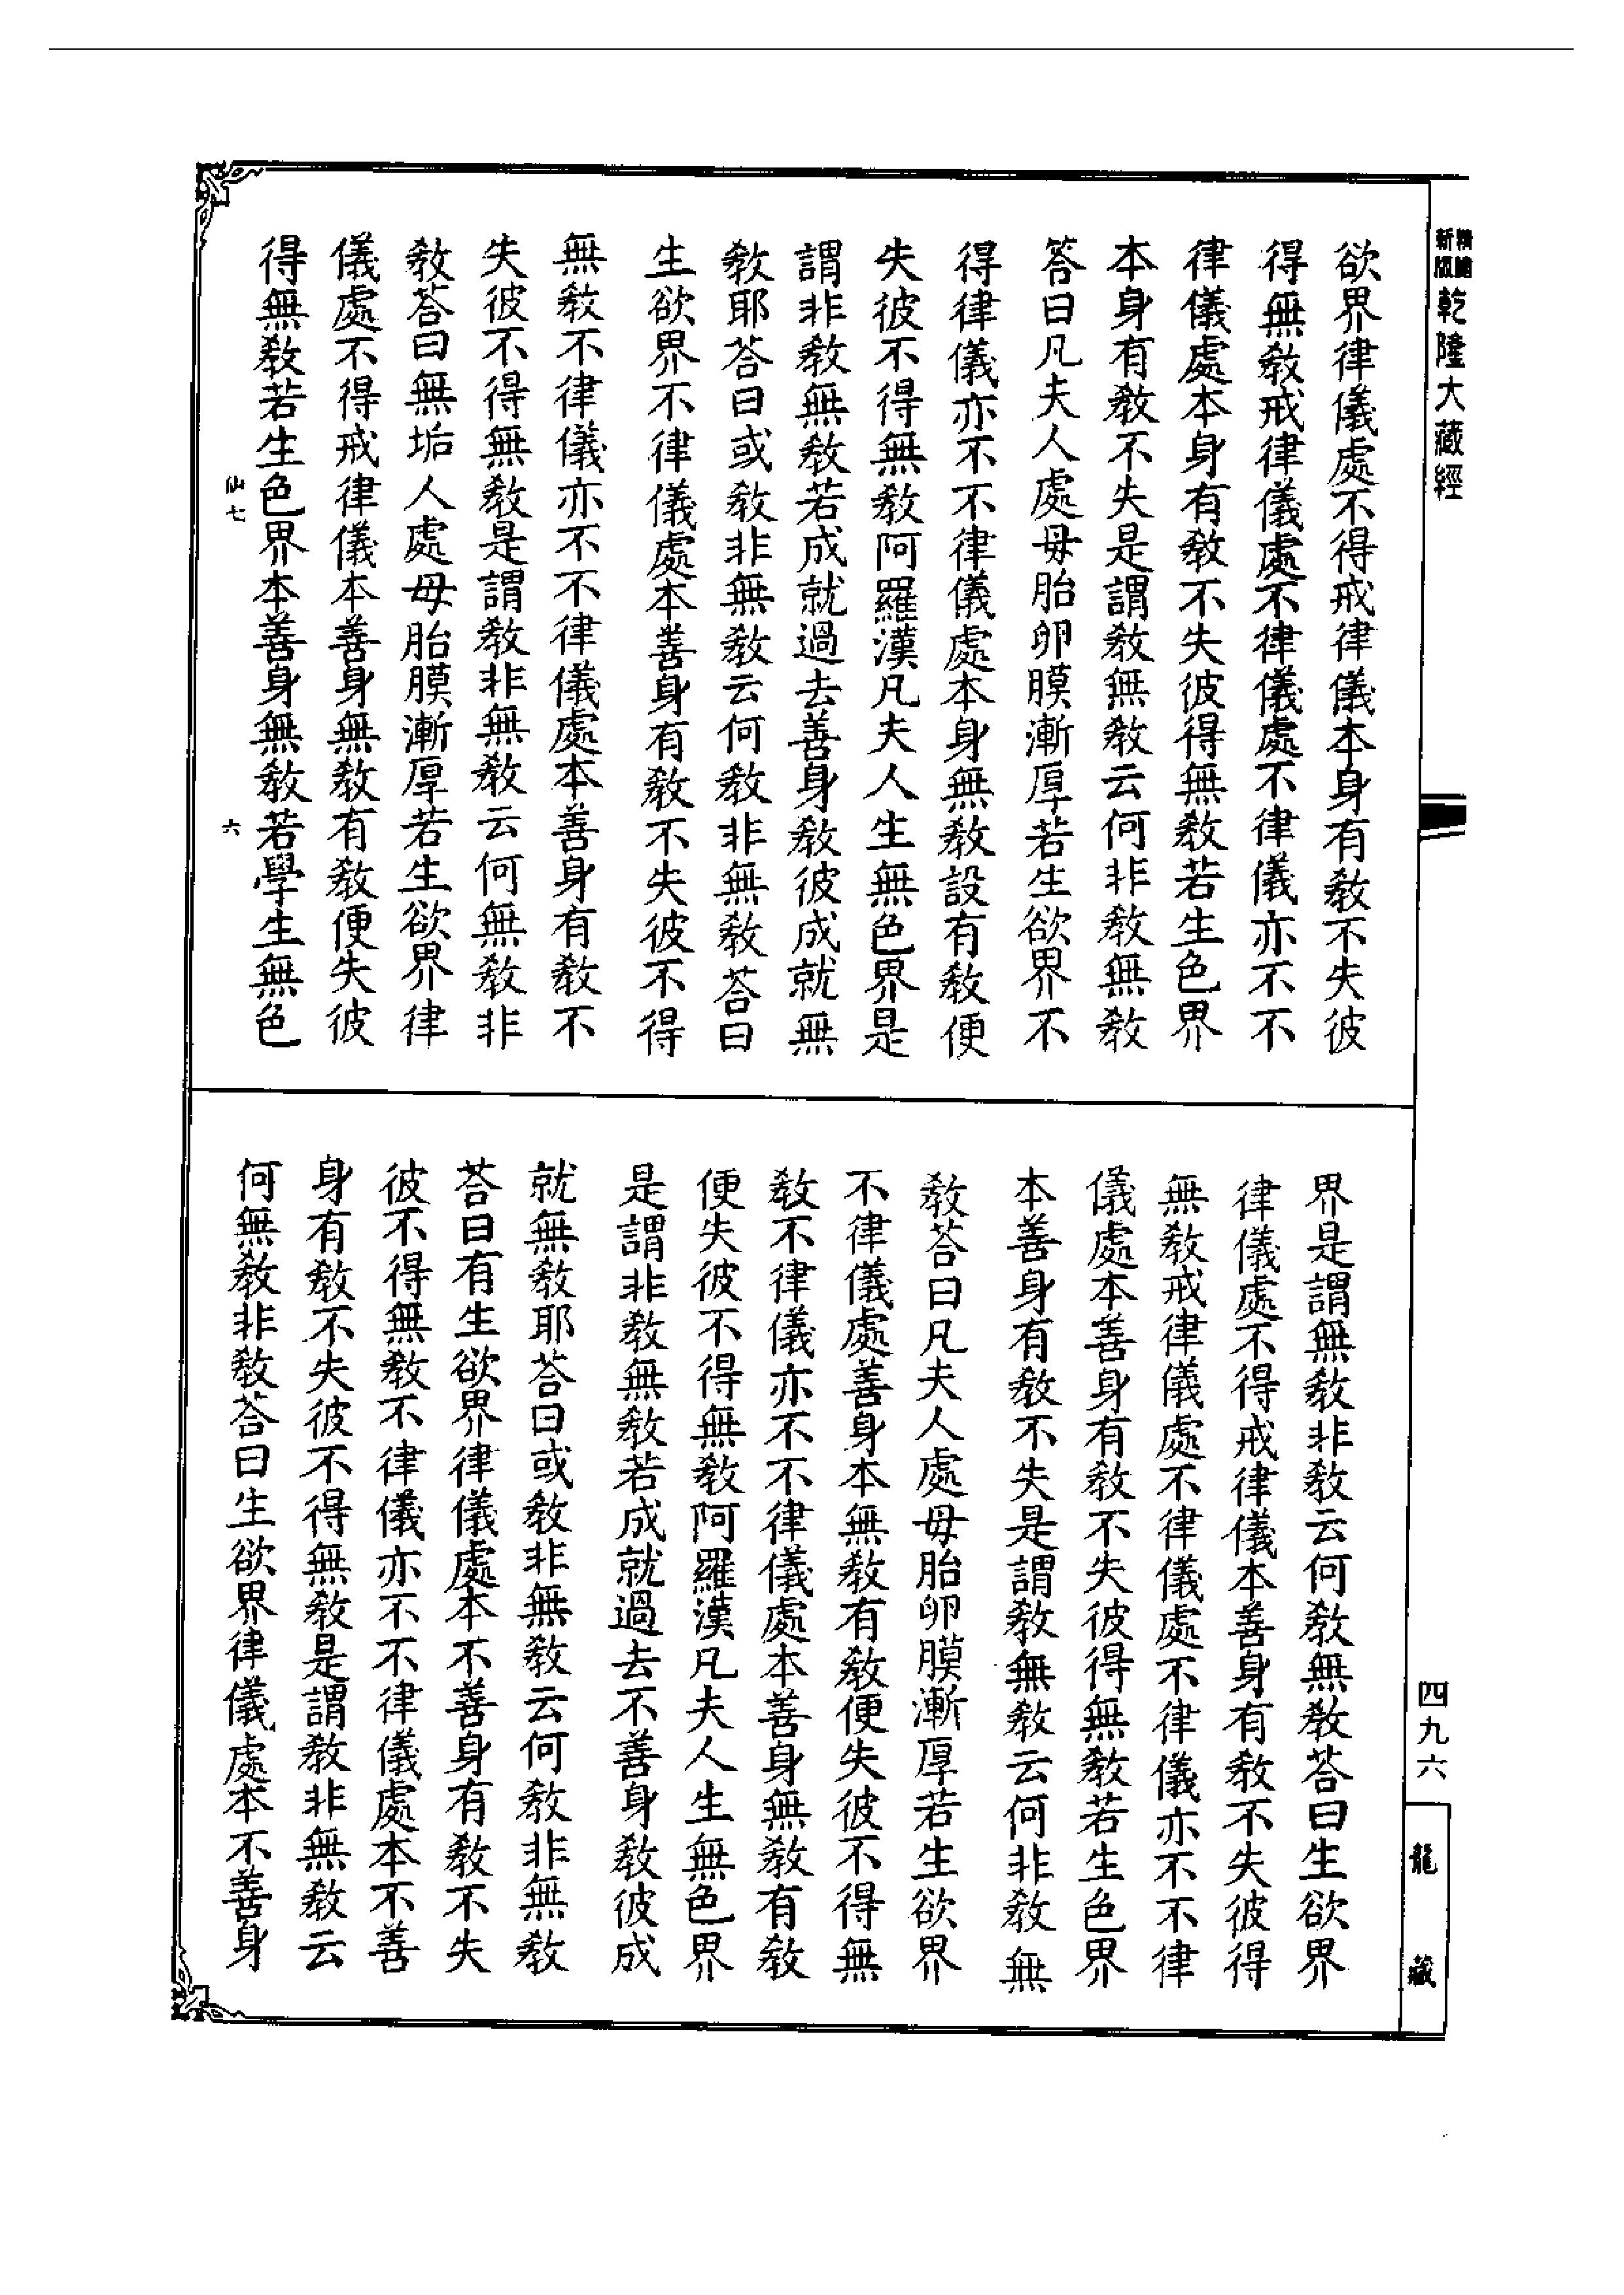 精繪
新版
乾隆大藏經
欲界律儀處不得戒律儀本身有教不失彼
得無教戒律儀處不律儀處不律儀亦不不
律儀處本身有教不失彼得無教若生色界
本身有教不失是謂教無教云何非教無教
荅曰凡夫人處母胎卵膜漸厚若生欲界不
得律儀亦不不律儀處本身無教設有教便
失彼不得無教阿羅漢凡夫人生無色界是
謂非教無教若成就過去善身教彼成就無
教耶荅曰或教非無教云何教非無教荅曰
生欲界不律儀處本善身有教不失彼不得
無教不律儀亦不不律儀處本善身有教不
失彼不得無教是謂教非無教云何無教非
教荅曰無垢人處母胎膜漸厚若生欲界律
儀處不得戒律儀本善身無教有教便失彼
得無教若生色界本善身無教若學生無色
仙七
六
界是謂無教非教云何教無教荅曰生欲界
律儀處不得戒律儀本善身有教不失彼得
無教戒律儀處不律儀處不律儀亦不不律
儀處本善身有教不失彼得無教若生色界
本善身有教不失是謂教無教云何非教無
教荅曰凡夫人處母胎卵膜漸厚若生欲界
不律儀處善身本無教有教便失彼不得無
教不律儀亦不不律儀處本善身無教有教
便失彼不得無教阿羅漢凡夫人生無色界
是謂非教無教若成就過去不善身教彼成
就無教耶荅曰或教非無教云何教非無教
荅曰有生欲界律儀處本不善身有教不失
彼不得無教不律儀亦不不律儀處本不善
身有教不失彼不得無教是謂教非無教云
何無教非教荅曰生欲界律儀處本不善身
四九六
龍藏